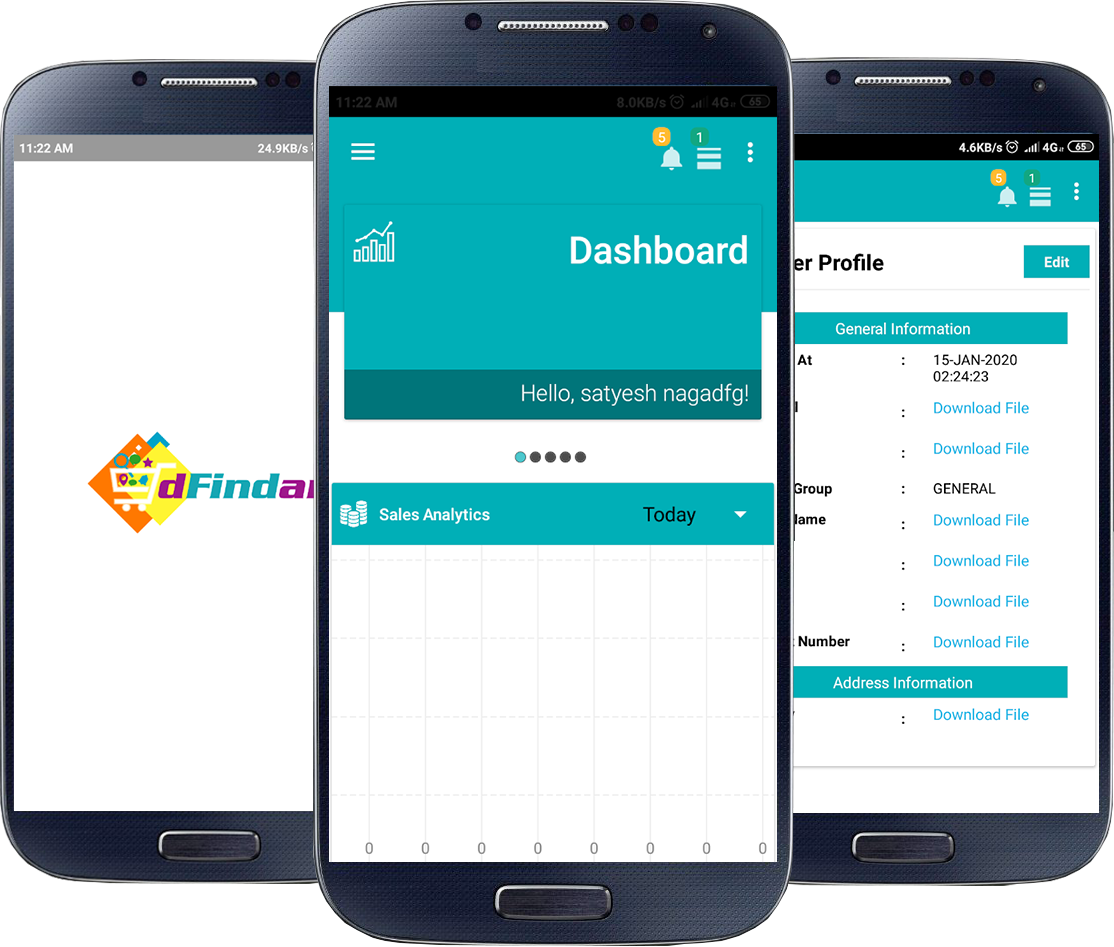 11:22 AM 24.9KB/s
dFindar
11:22 AM 8.0KB/s 4G 65
5 1
Dashboard
Hello, satyesh nagadfg!
Sales Analytics Today
0 0 0 0 0 0 0 0
4.6KB/s 4G 65
5 1
er Profile Edit
General Information
At : 15-JAN-2020
02:24:23
: Download File
: Download File
Group : GENERAL
ame : Download File
: Download File
: Download File
Number : Download File
Address Information
: Download File